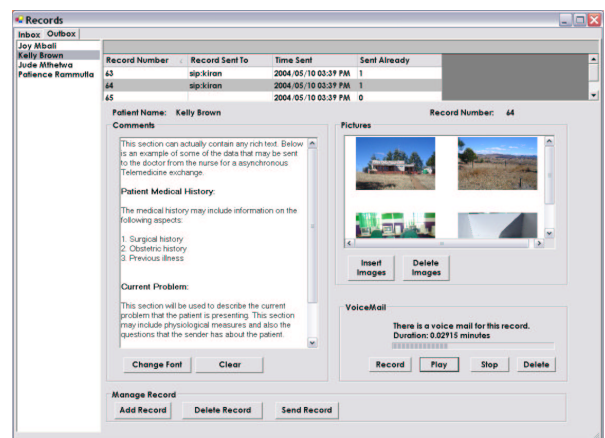 Records
Inbox Outbox
Joy Mbali
Kelly Brown
Jude Mthetwa
Patience Rammutla
Record Number Record Sent To Time Sent Sent Already
63 sip:kiran 2004/05/10 03:39 PM 1
64 sip:kiran 2004/05/10 03:39 PM 1
65 2004/05/10 03:39 PM 0
Patient Name: Kelly Brown Record Number: 64
Comments
This section can actually contain any rich text. Below
is an example of some of the data that may be sent
to the doctor from the nurse for a asynchronous
Telemedicine exchange.
Patient Medical History:
The medical history may include information on the
following aspects:
1. Surgical history
2. Obstetric history
3. Previous illness
Current Problem:
This section will be used to describe the current
problem that the patient is presenting. This section
may include physiological measures and also the
questions that the sender has about the patient.
Change Font Clear
Pictures
Insert Images
Delete Images
VoiceMail
There is a voice mail for this record.
Duration: 0.02915 minutes
Record Play Stop Delete
Manage Record
Add Record Delete Record Send Record